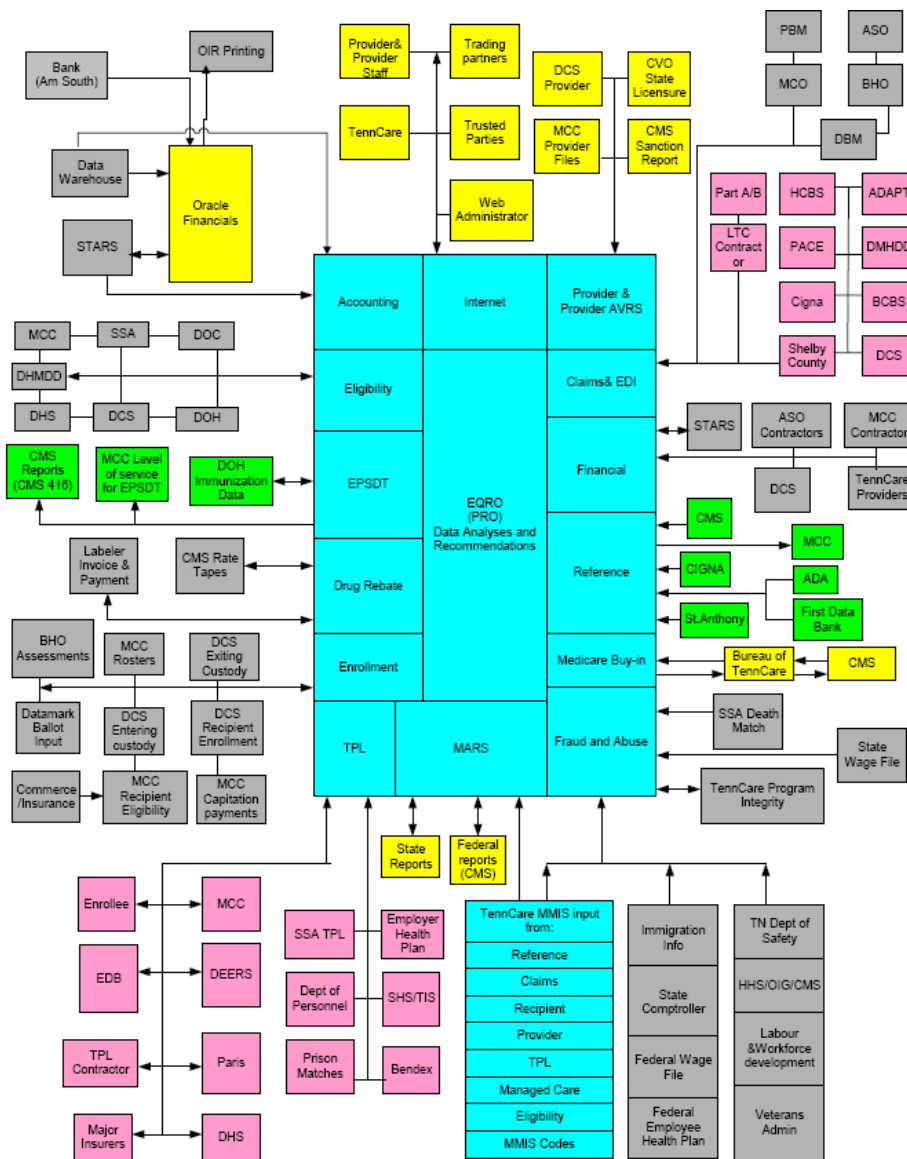 Bank
(Am South)
OIR Printing
Data
Warehouse
Oracle
Financials
STARS
Provider&
Provider
Staff
Trading
partners
TennCare
Trusted
Parties
Web
Administrator
DCS
Provider
CVO
State
Licensure
MCC
Provider
Files
CMS
Sanction
Report
PBM
ASO
MCO
BHO
DBM
Part A/B
LTC
Contract
or
HCBS
ADAPT
PACE
DMHDD
Cigna
BCBS
Shelby
County
DCS
Accounting
Internet
Provider &
Provider AVRS
MCC
SSA
DOC
DHMDD
DHS
DCS
DOH
Eligibility
Claims& EDI
CMS
Reports
(CMS 416)
MCC Level
of service
for EPSDT
DOH
Immunization
Data
EPSDT
EQRO
(PRO)
Data Analyses and
Recommendations
Financial
STARS
ASO
Contractors
MCC
Contractor
DCS
TennCare
Providers
Labeler
Invoice &
Payment
CMS Rate
Tapes
Drug Rebate
Reference
CMS
MCC
CIGNA
ADA
St.Anthony
First Data
Bank
BHO
Assessments
MCC
Rosters
DCS
Exiting
Custody
Enrollment
Medicare Buy-in
Bureau of
TennCare
CMS
Datamark
Ballot
Input
DCS
Entering
custody
DCS
Recipient
Enrollment
TPL
MARS
Fraud and Abuse
SSA Death
Match
State
Wage File
Commerce
/Insurance
MCC
Recipient
Eligibility
MCC
Capitation
payments
TennCare Program
Integrity
State
Reports
Federal
reports
(CMS)
Enrollee
MCC
EDB
DEERS
TPL
Contractor
Paris
Major
Insurers
DHS
SSA TPL
Employer
Health
Plan
Dept of
Personnel
SHS/TIS
Prison
Matches
Bendex
TennCare MMIS input
from:
Reference
Claims
Recipient
Provider
TPL
Managed Care
Eligibility
MMIS Codes
Immigration
Info
State
Comptroller
Federal Wage
File
Federal
Employee
Health Plan
TN Dept of
Safety
HHS/OIG/CMS
Labour
&Workforce
development
Veterans
Admin